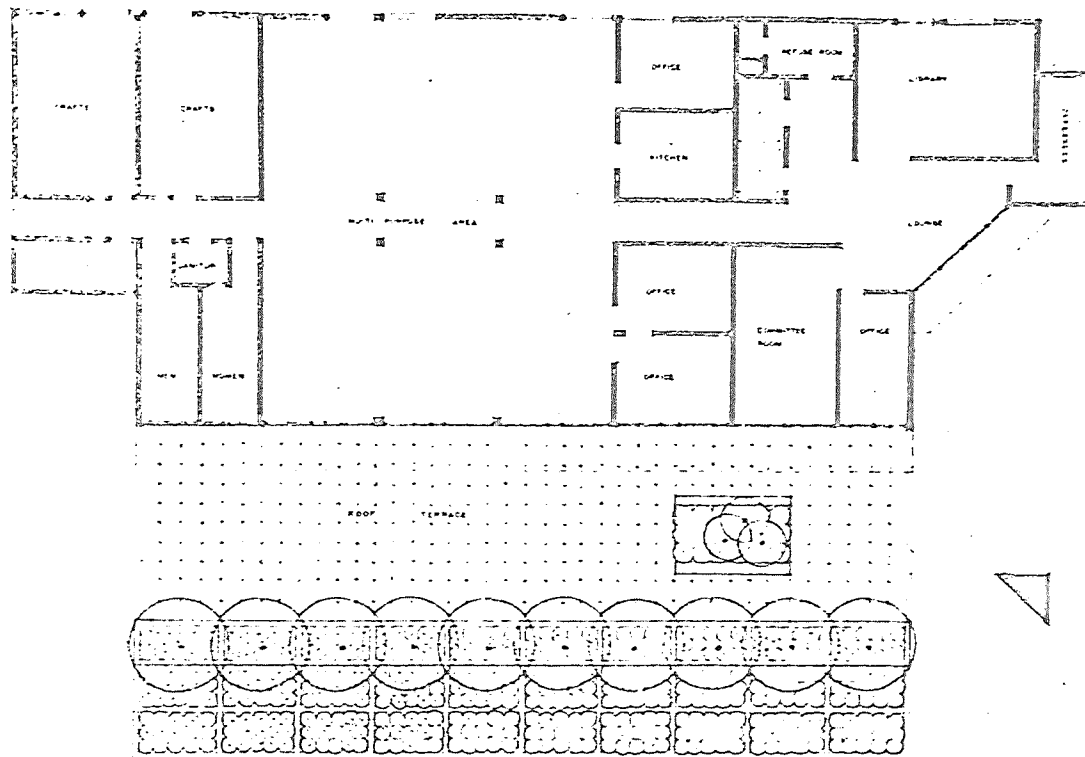 OFFICE
REFUSE ROOM
LIBRARY
CRAFTS
CRAFTS
KITCHEN
MULTI PURPOSE AREA
LOUNGE
JANITOR
OFFICE
COMMITTEE
ROOM
OFFICE
MEN
WOMEN
OFFICE
ROOF TERRACE